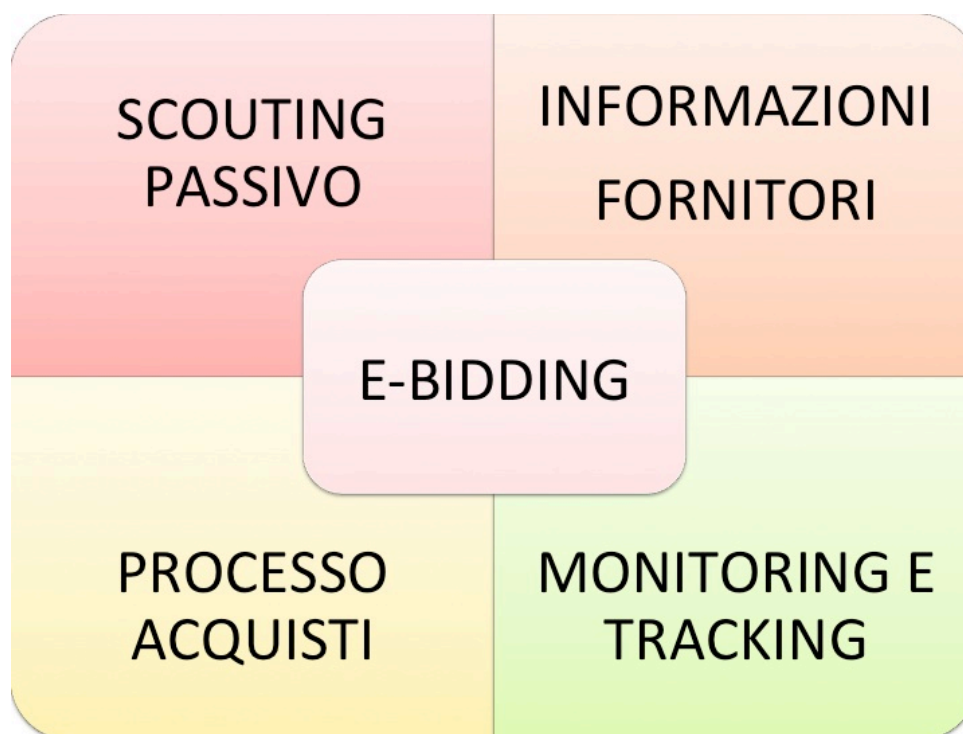 SCOUTING
PASSIVO
INFORMAZIONI
FORNITORI
E-BIDDING
PROCESSO
ACQUISTI
MONITORING E
TRACKING